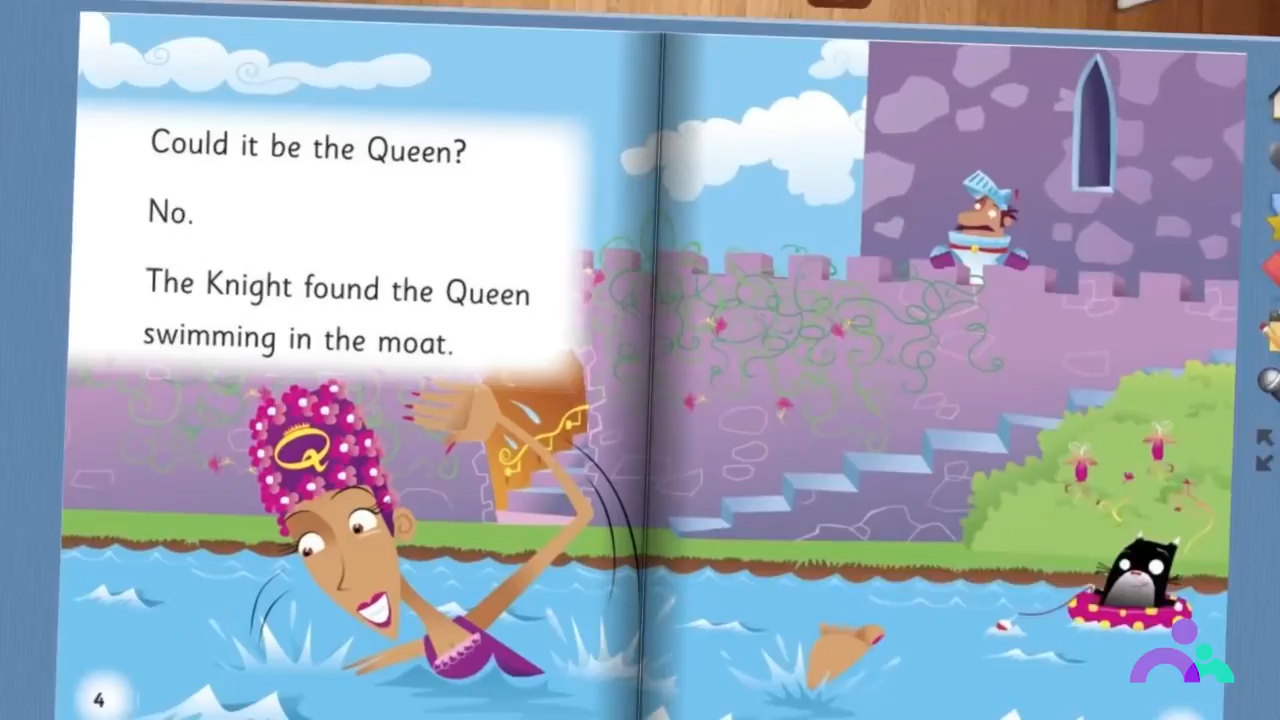 Could it be the Queen?
No.
The Knight found the Queen
swimming in the moat.
Q
4